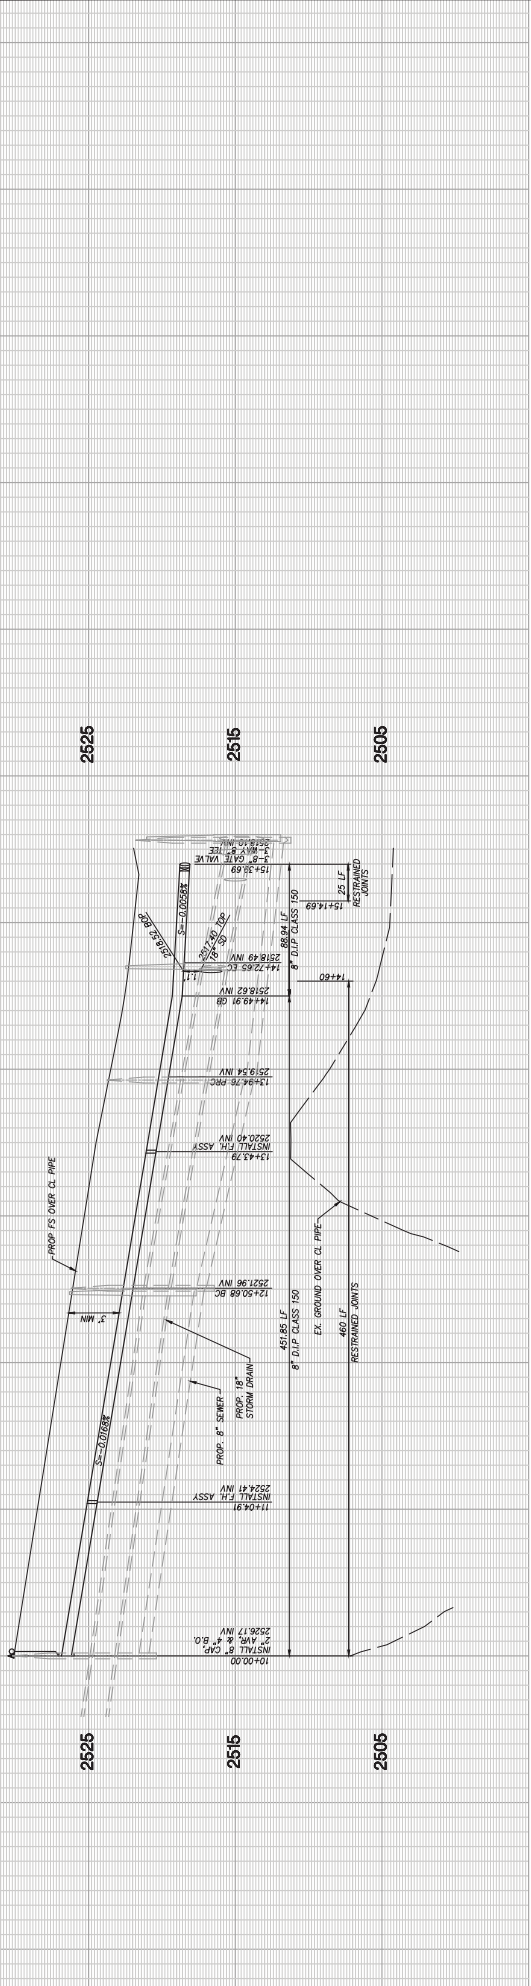 2525
2515
2505
PROP FS OVER CL PIPE
3' MIN
S=-0.0168%
S=-0.0058%
2518.52 BOP
1.1'
2517.40 TOP
18" SD
10+00.00
INSTALL 8" CAP,
2" AVR, & 4" B.O.
2526.17 INV
11+04.91
INSTALL F.H. ASSY
2524.41 INV
12+50.68 BC
2521.96 INV
13+43.79
INSTALL F.H. ASSY
2520.40 INV
13+94.76 PRC
2519.54 INV
14+49.91 GB
2518.62 INV
14+72.65 EC
2518.49 INV
15+39.69
3-8" GATE VALVE
3-WAY 8" TEE
2518.10 INV
PROP. 8" SEWER
PROP. 18"
STORM DRAIN
451.85 LF
8" D.I.P CLASS 150
88.94 LF
8" D.I.P CLASS 150
EX. GROUND OVER CL PIPE
460 LF
RESTRAINED JOINTS
14+60
15+14.69
25 LF
RESTRAINED
JOINTS
2525
2515
2505